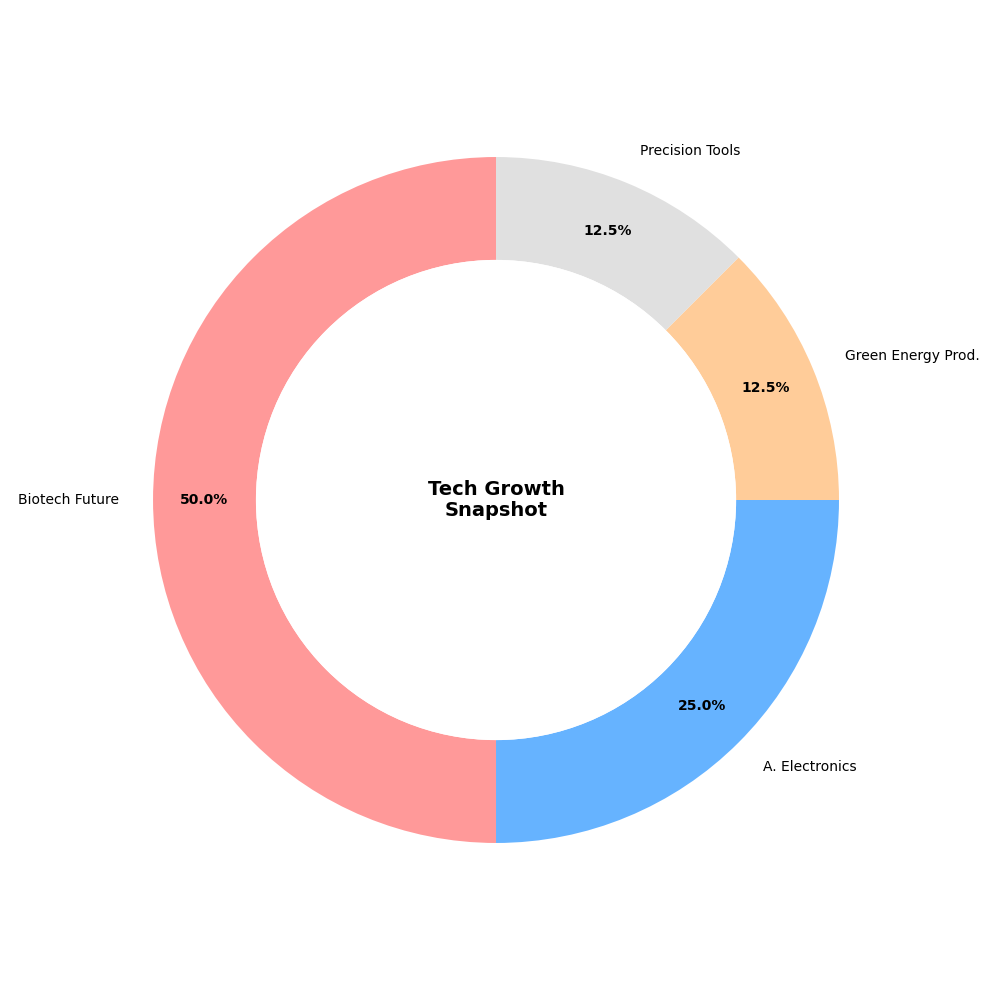 Precision Tools
12.5%
Green Energy Prod.
12.5%
Biotech Future
50.0%
Tech Growth
Snapshot
25.0%
A. Electronics